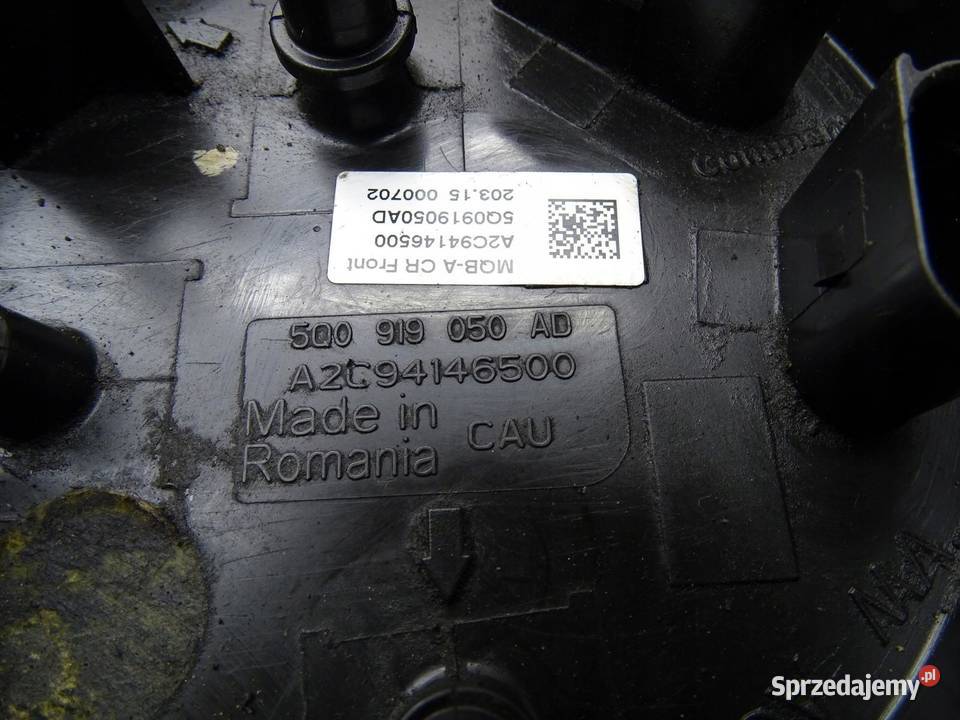 MQB-A CR Front
A2C94146500
5Q0919050AD
203.15 000702
5Q0 919 050 AD
A2C94146500
Made in
Romania CAU
Sprzedajemy.pl